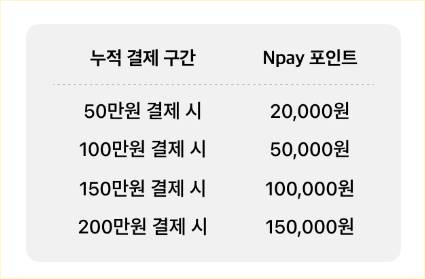 누적 결제 구간 Npay 포인트
50만원 결제 시 20,000원
100만원 결제 시 50,000원
150만원 결제 시 100,000원
200만원 결제 시 150,000원